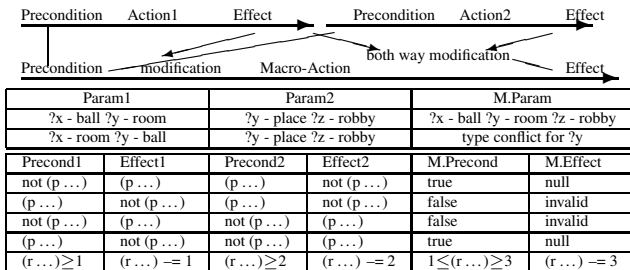 Precondition Action1 Effect Precondition Action2 Effect
both way modification
Precondition modification Macro-Action Effect
Param1 Param2 M.Param
?x - ball ?y - room ?y - place ?z - robby ?x - ball ?y - room ?z - robby
?x - room ?y - ball ?y - place ?z - robby type conflict for ?y
Precond1 Effect1 Precond2 Effect2 M.Precond M.Effect
not (p …) (p …) (p …) not (p …) true null
(p …) not (p …) (p …) not (p …) false invalid
not (p …) (p …) not (p …) (p …) false invalid
(p …) not (p …) not (p …) (p …) true null
(r …)≥1 (r …) −= 1 (r …)≥2 (r …) −= 2 1≤(r …)≥3 (r …) −= 3